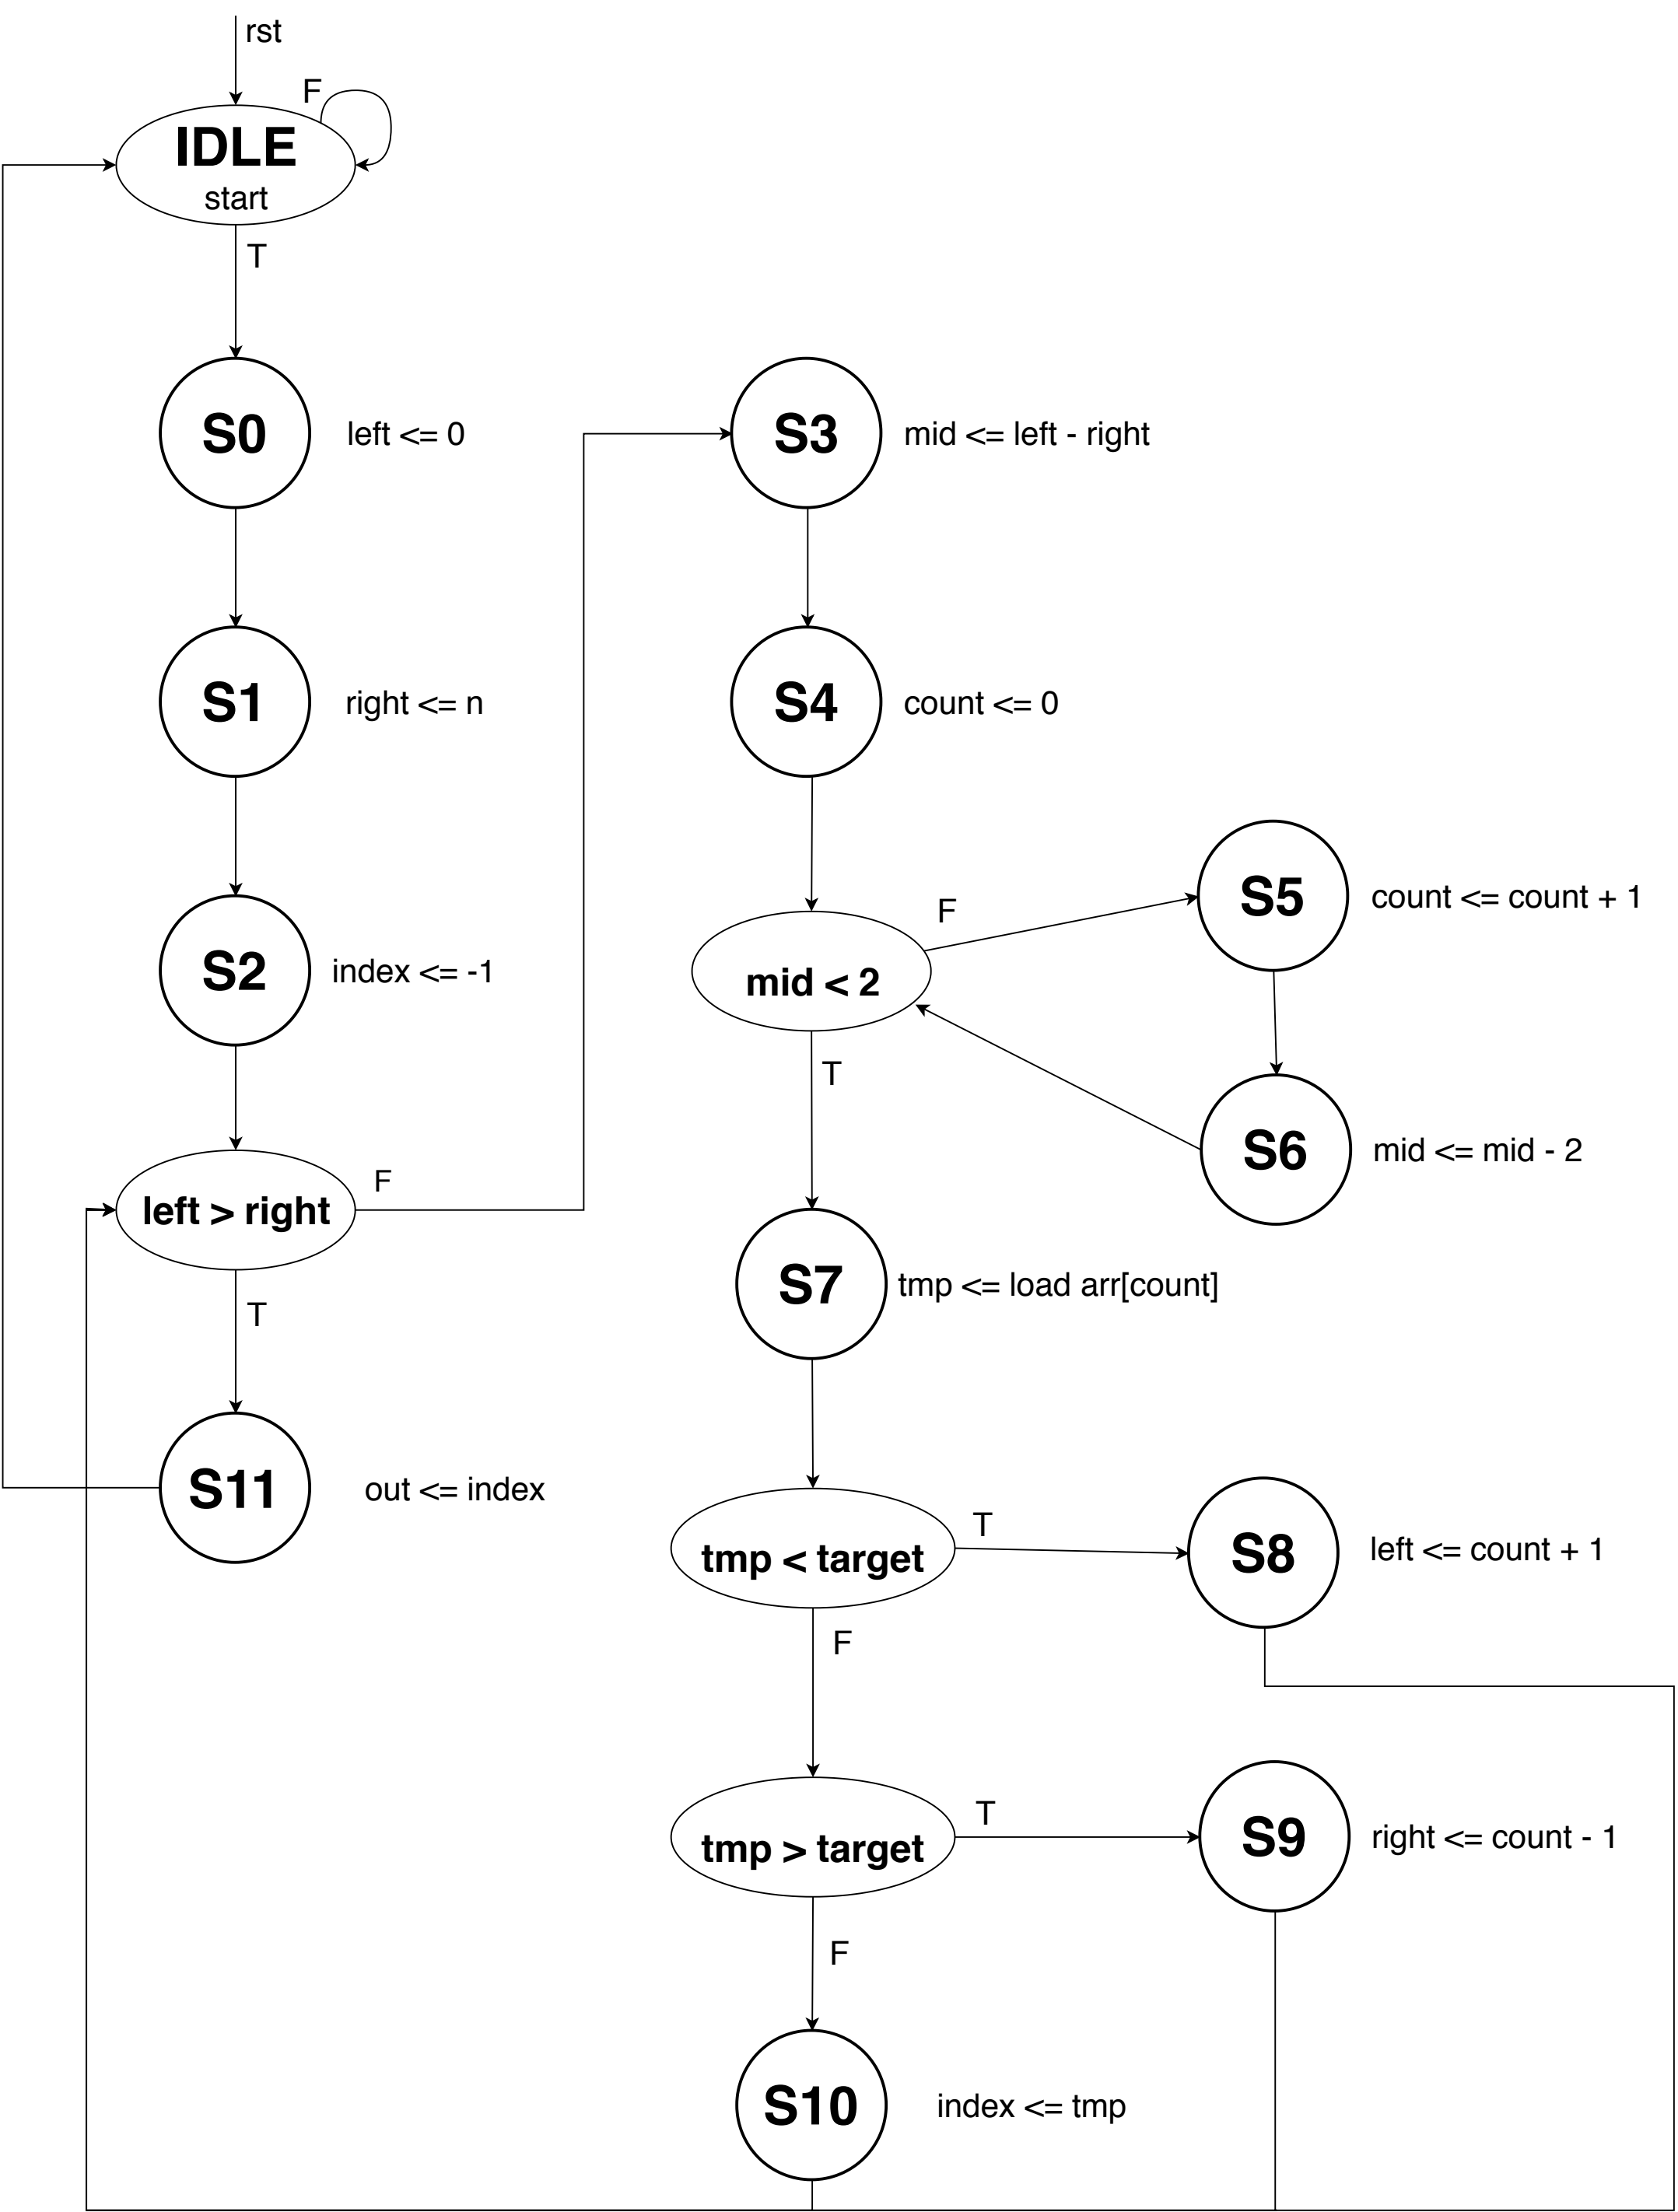 rst
F
IDLE
start
T
S0
left <= 0
S1
right <= n
S2
index <= -1
left > right
F
T
S11
out <= index
S3
mid <= left - right
S4
count <= 0
mid < 2
F
S5
count <= count + 1
S6
mid <= mid - 2
T
S7
tmp <= load arr[count]
tmp < target
T
S8
left <= count + 1
F
tmp > target
T
S9
right <= count - 1
F
S10
index <= tmp